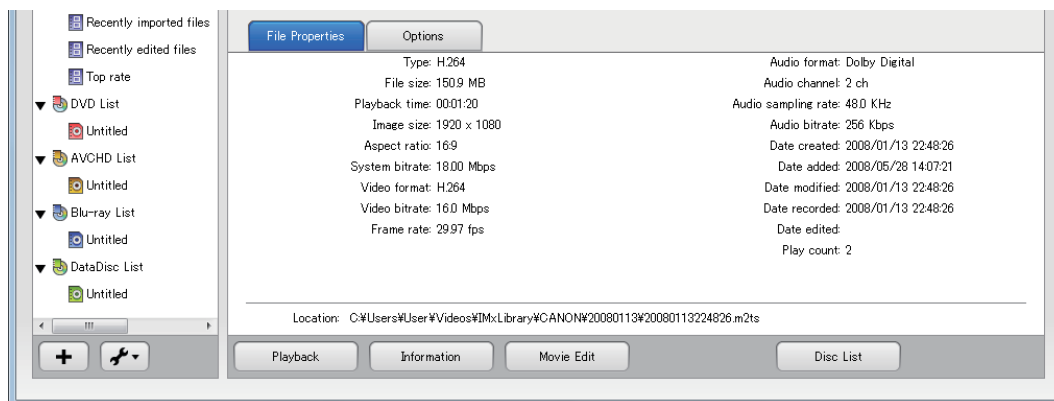 Recently imported files
Recently edited files
Top rate
DVD List
Untitled
AVCHD List
Untitled
Blu-ray List
Untitled
DataDisc List
Untitled
File Properties
Options
Type: H.264
File size: 150.9 MB
Playback time: 00:01:20
Image size: 1920 x 1080
Aspect ratio: 16:9
System bitrate: 18.00 Mbps
Video format: H.264
Video bitrate: 16.0 Mbps
Frame rate: 29.97 fps
Audio format: Dolby Digital
Audio channel: 2 ch
Audio sampling rate: 48.0 KHz
Audio bitrate: 256 Kbps
Date created: 2008/01/13 22:48:26
Date added: 2008/05/28 14:07:21
Date modified: 2008/01/13 22:48:26
Date recorded: 2008/01/13 22:48:26
Date edited:
Play count: 2
Location: C:¥Users¥User¥Videos¥IMxLibrary¥CANON¥20080113¥20080113224826.m2ts
Playback
Information
Movie Edit
Disc List